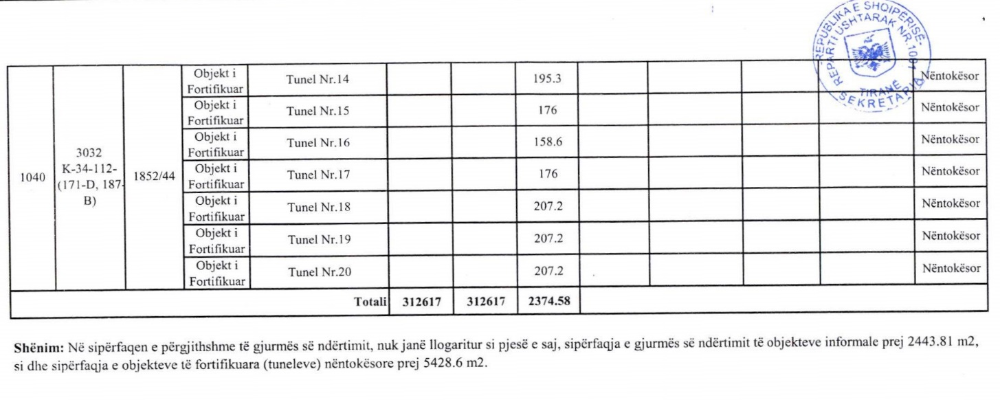 REPUBLIKA E SHQIPËRISË-
REPARTI USHTARAK NR.1001
TIRANË
SEKRETARIA
Objekt i
Fortifikuar
Tunel Nr.14
195.3
Nëntokësor
Objekt i
Fortifikuar
Tunel Nr.15
176
Nëntokësor
Objekt i
Fortifikuar
Tunel Nr.16
158.6
Nëntokësor
1040
3032
K-34-112-
(171-D, 187-
B)
1852/44
Objekt i
Fortifikuar
Tunel Nr.17
176
Nëntokësor
Objekt i
Fortifikuar
Tunel Nr.18
207.2
Nëntokësor
Objekt i
Fortifikuar
Tunel Nr.19
207.2
Nëntokësor
Objekt i
Fortifikuar
Tunel Nr.20
207.2
Nëntokësor
Totali 312617 312617 2374.58
Shënim: Në sipërfaqen e përgjithshme të gjurmës së ndërtimit, nuk janë llogaritur si pjesë e saj, sipërfaqja e gjurmës së ndërtimit të objekteve informale prej 2443.81 m2,
si dhe sipërfaqja e objekteve të fortifikuara (tuneleve) nëntokësore prej 5428.6 m2.